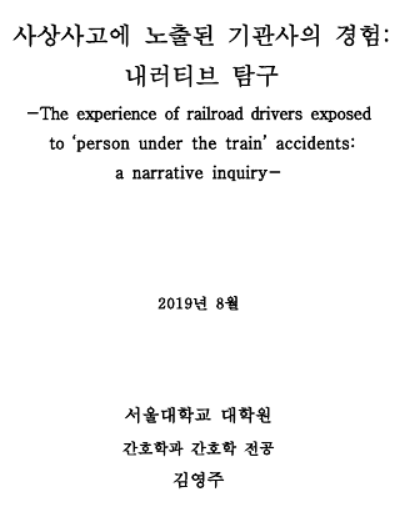 사상사고에 노출된 기관사의 경험:
내러티브 탐구
-The experience of railroad drivers exposed
to ‘person under the train’ accidents:
a narrative inquiry-
2019년 8월
서울대학교 대학원
간호학과 간호학 전공
김영주